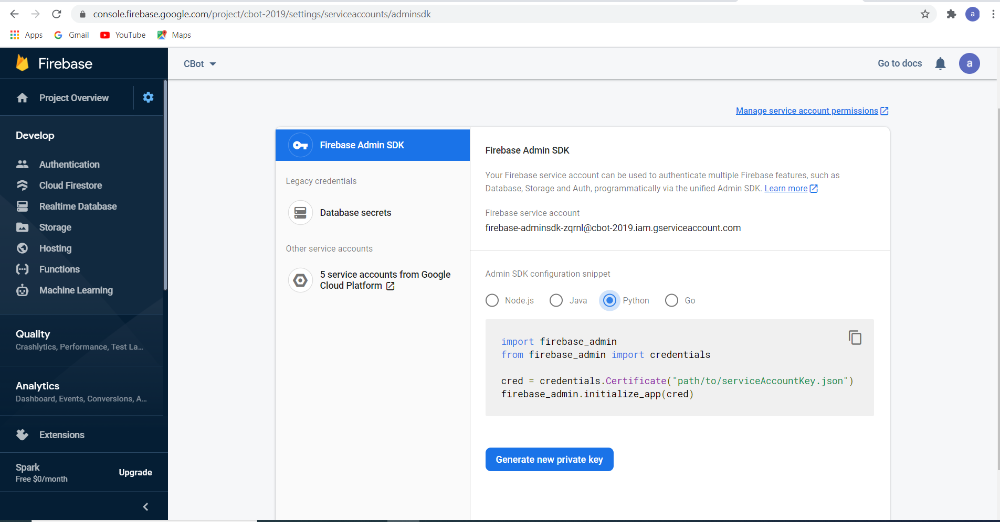 console.firebase.google.com/project/cbot-2019/settings/serviceaccounts/adminsdk
a
Apps
Gmail
YouTube
Maps
Firebase
CBot
Go to docs
a
Project Overview
Develop
Authentication
Cloud Firestore
Realtime Database
Storage
Hosting
Functions
Machine Learning
Quality
Crashlytics, Performance, Test La...
Analytics
Dashboard, Events, Conversions, A...
Extensions
Spark
Free $0/month
Upgrade
Manage service account permissions
Firebase Admin SDK
Legacy credentials
Database secrets
Other service accounts
5 service accounts from Google
Cloud Platform
Firebase Admin SDK
Your Firebase service account can be used to authenticate multiple Firebase features, such as
Database, Storage and Auth, programmatically via the unified Admin SDK. Learn more
Firebase service account
firebase-adminsdk-zqrnl@cbot-2019.iam.gserviceaccount.com
Admin SDK configuration snippet
Node.js
Java
Python
Go
import firebase_admin
from firebase_admin import credentials
cred = credentials.Certificate("path/to/serviceAccountKey.json")
firebase_admin.initialize_app(cred)
Generate new private key